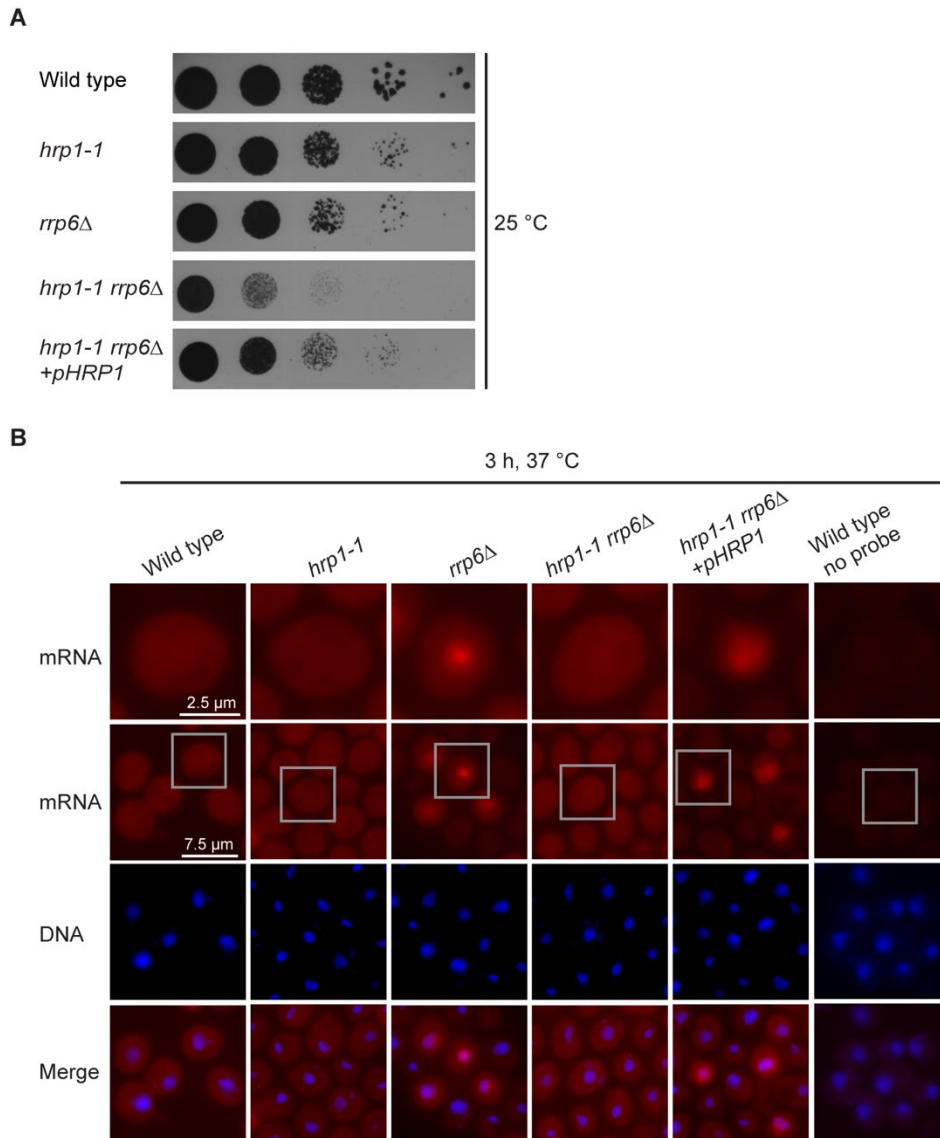 A
Wild type
hrp1-1
rrp6Δ
hrp1-1 rrp6Δ
hrp1-1 rrp6Δ
+pHRP1
25 °C
B
3 h, 37 °C
Wild type
hrp1-1
rrp6Δ
hrp1-1 rrp6Δ
hrp1-1 rrp6Δ
+pHRP1
Wild type
no probe
mRNA
2.5 µm
mRNA
7.5 µm
DNA
Merge